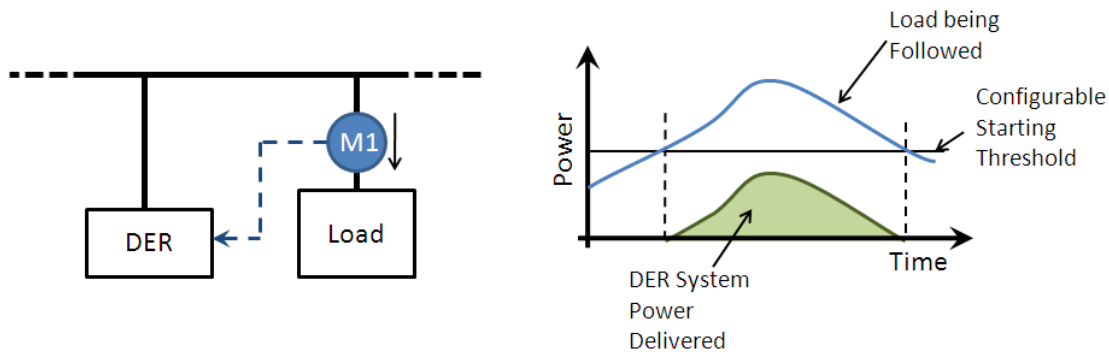 M1
DER
Load
Load being
Followed
Configurable
Starting
Threshold
Power
Time
DER System
Power
Delivered